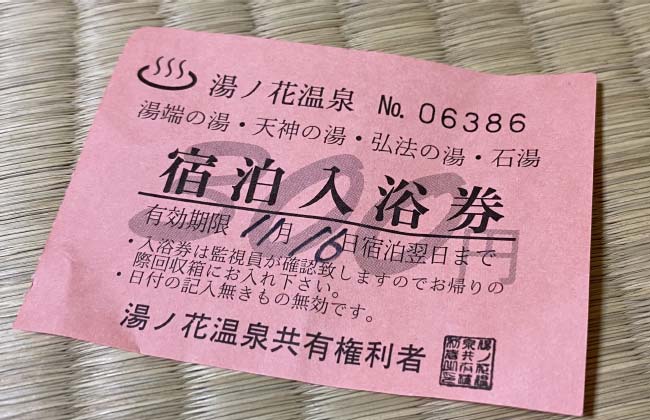 湯ノ花温泉 No. 06386
湯端の湯・天神の湯・弘法の湯・石湯
300円
宿泊入浴券
有効期限 11月16日宿泊翌日まで
・入浴券は監視員が確認致しますのでお帰りの
際回収箱にお入れ下さい。
・日付の記入無きもの無効です。
湯ノ花温泉共有権利者